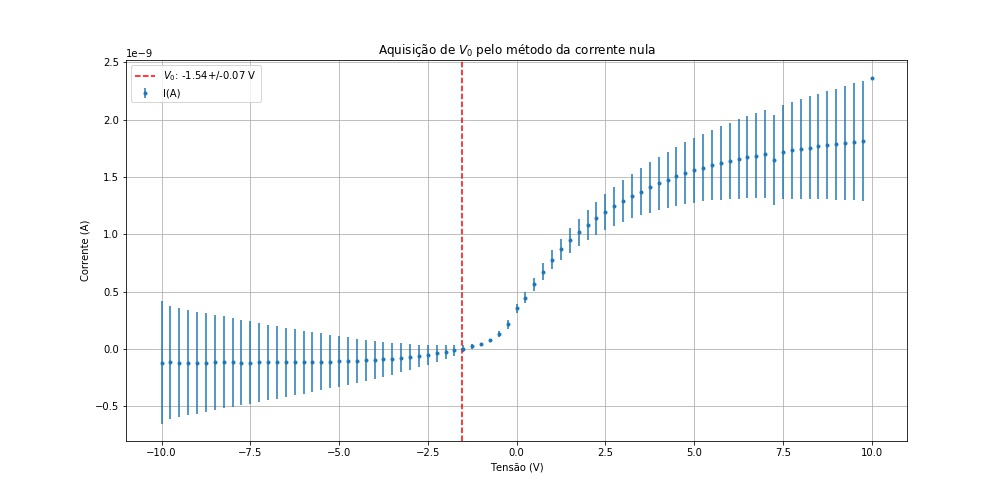 Aquisição de V₀ pelo método da corrente nula
1e−9
V₀: -1.54+/-0.07 V
I(A)
2.5
2.0
1.5
1.0
0.5
0.0
−0.5
Corrente (A)
−10.0 −7.5 −5.0 −2.5 0.0 2.5 5.0 7.5 10.0
Tensão (V)